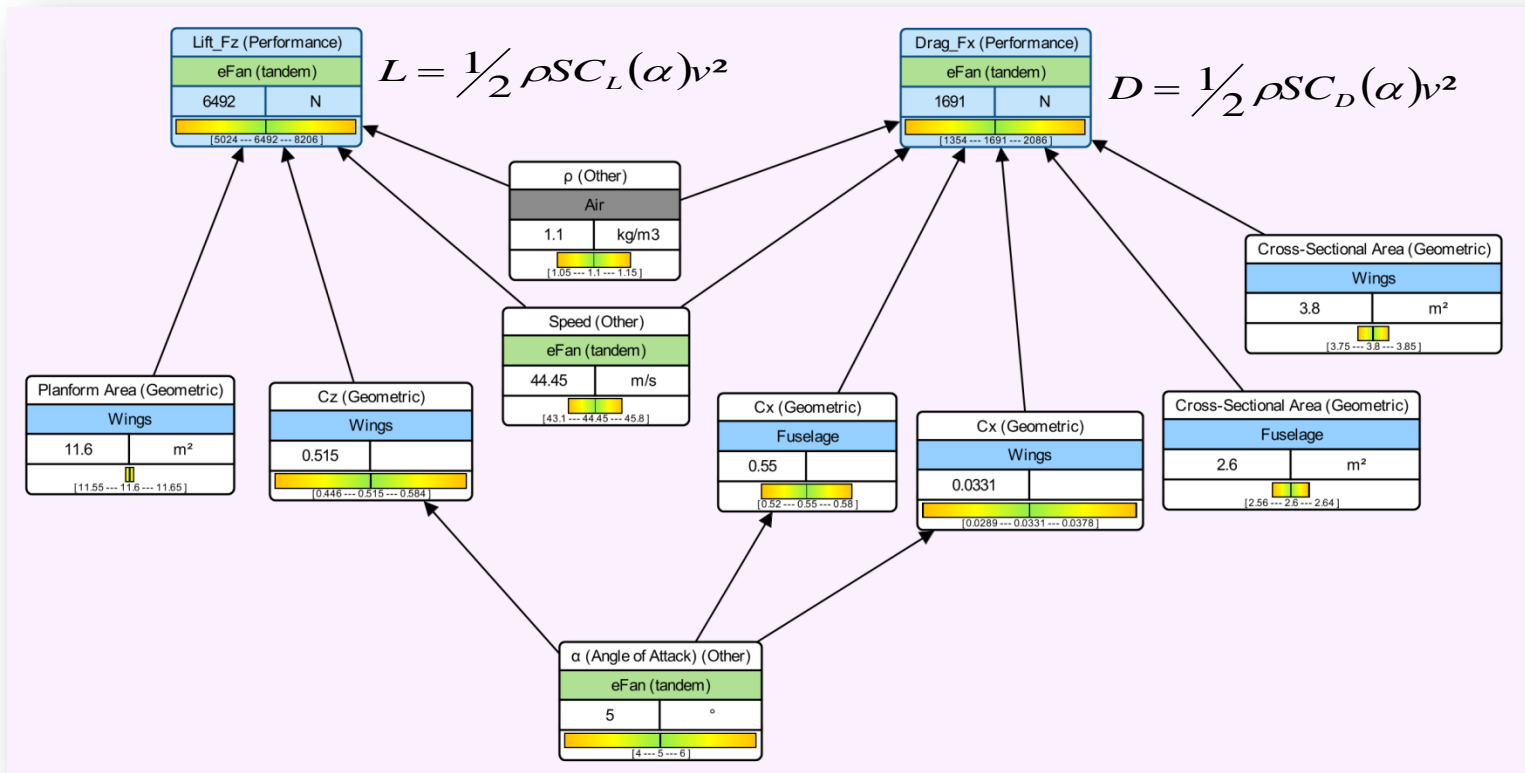 Lift_Fz (Performance)
eFan (tandem)
6492 N
[5024 --- 6492 --- 8206 ]
L = ½ ρSC_L(α)v²
Drag_Fx (Performance)
eFan (tandem)
1691 N
[1354 --- 1691 --- 2086 ]
D = ½ ρSC_D(α)v²
ρ (Other)
Air
1.1 kg/m3
[1.05 --- 1.1 --- 1.15 ]
Cross-Sectional Area (Geometric)
Wings
3.8 m²
[3.75 --- 3.8 --- 3.85 ]
Speed (Other)
eFan (tandem)
44.45 m/s
[43.1 --- 44.45 --- 45.8 ]
Planform Area (Geometric)
Wings
11.6 m²
[11.55 --- 11.6 --- 11.65 ]
Cz (Geometric)
Wings
0.515
[0.446 --- 0.515 --- 0.584 ]
Cx (Geometric)
Fuselage
0.55
[0.52 --- 0.55 --- 0.58 ]
Cx (Geometric)
Wings
0.0331
[0.0289 --- 0.0331 --- 0.0378 ]
Cross-Sectional Area (Geometric)
Fuselage
2.6 m²
[2.56 --- 2.6 --- 2.64 ]
α (Angle of Attack) (Other)
eFan (tandem)
5 °
[4 --- 5 --- 6 ]